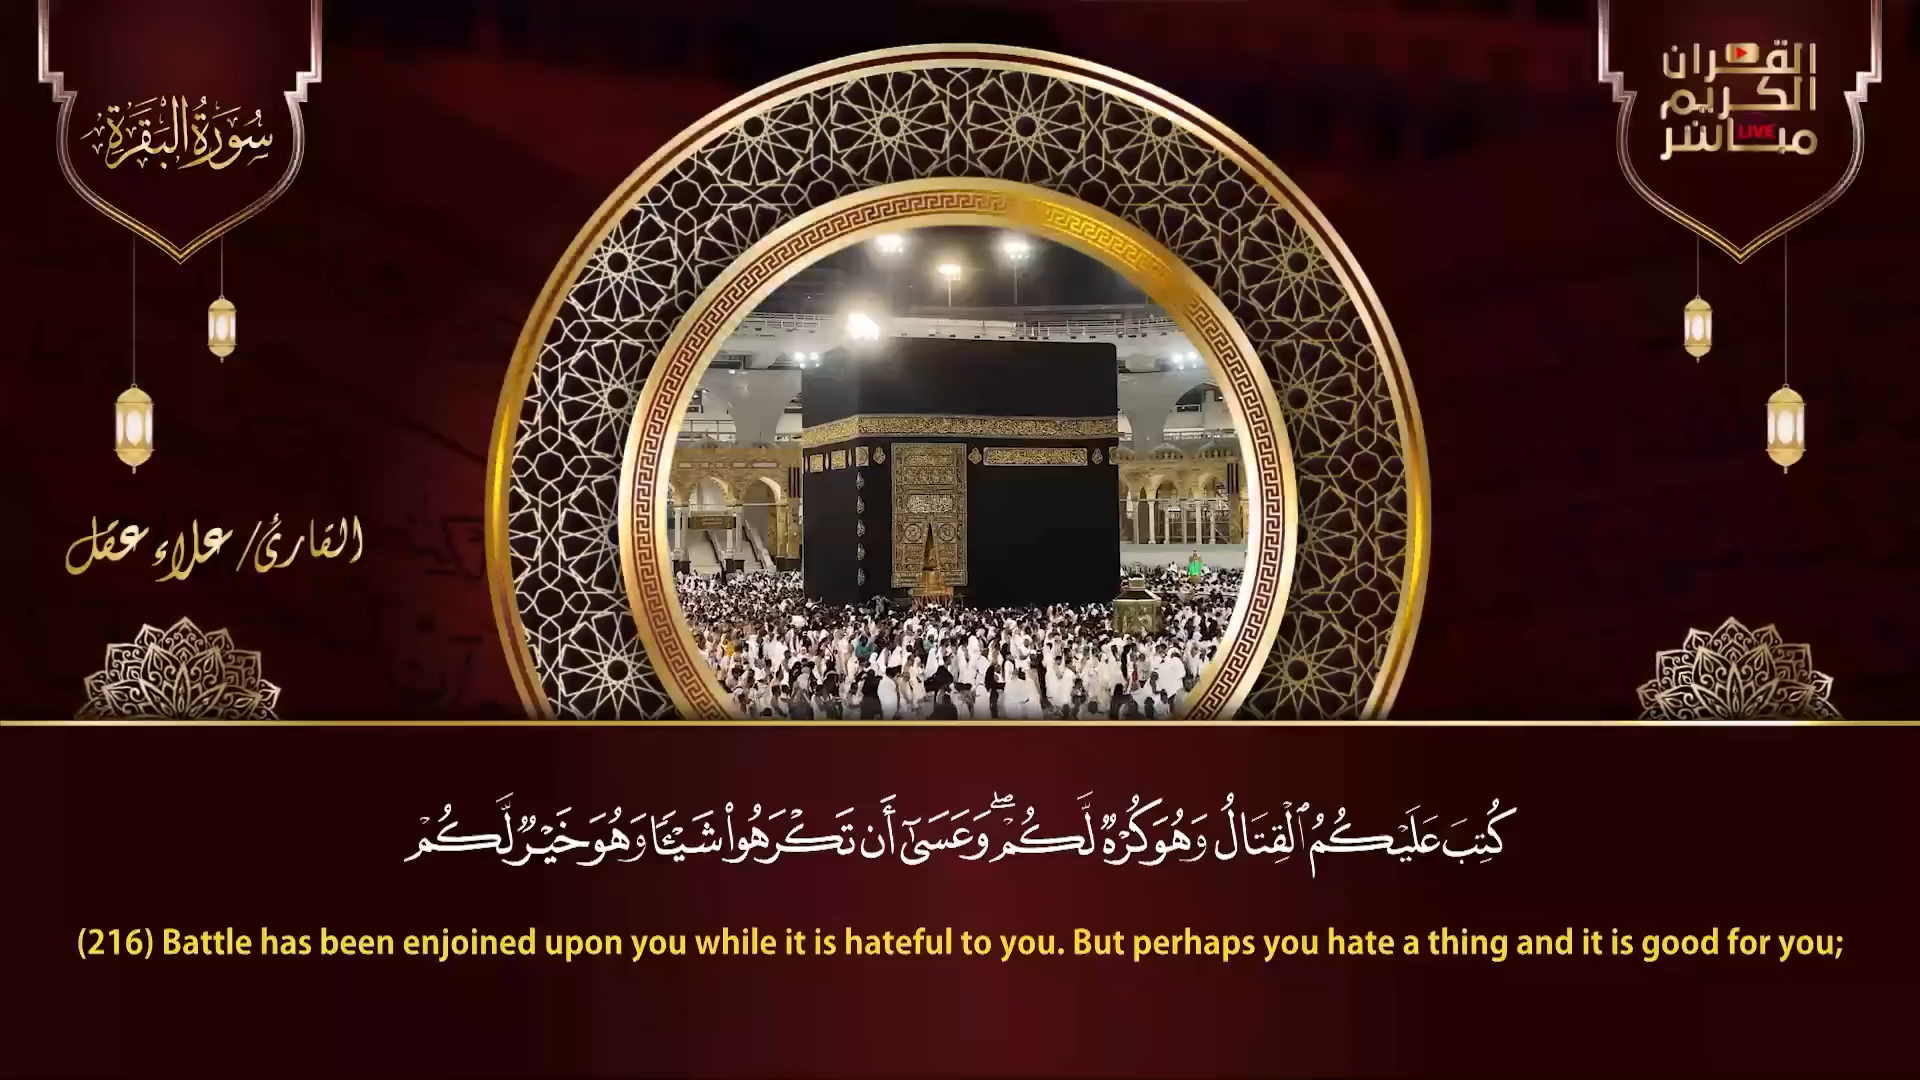 سُورَةُ البَقَرَةِ
القرآن
الكريم
مباشر
LIVE
القارئ/ علاء عقل
كُتِبَ عَلَيْكُمُ ٱلْقِتَالُ وَهُوَ كُرْهٌ لَّكُمْ ۖ وَعَسَىٰٓ أَن تَكْرَهُوا۟ شَيْـًٔا وَهُوَ خَيْرٌ لَّكُمْ
(216) Battle has been enjoined upon you while it is hateful to you. But perhaps you hate a thing and it is good for you;